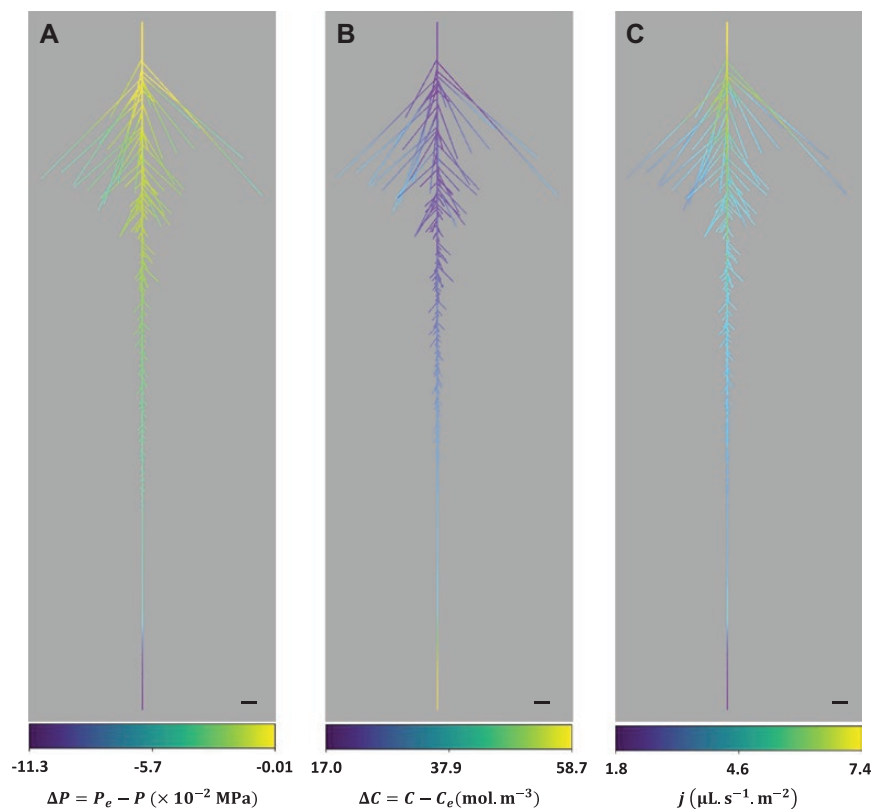 A B C
-11.3 -5.7 -0.01 17.0 37.9 58.7 1.8 4.6 7.4
ΔP = Pₑ − P (× 10⁻² MPa) ΔC = C − Cₑ(mol. m⁻³) j (μL. s⁻¹. m⁻²)